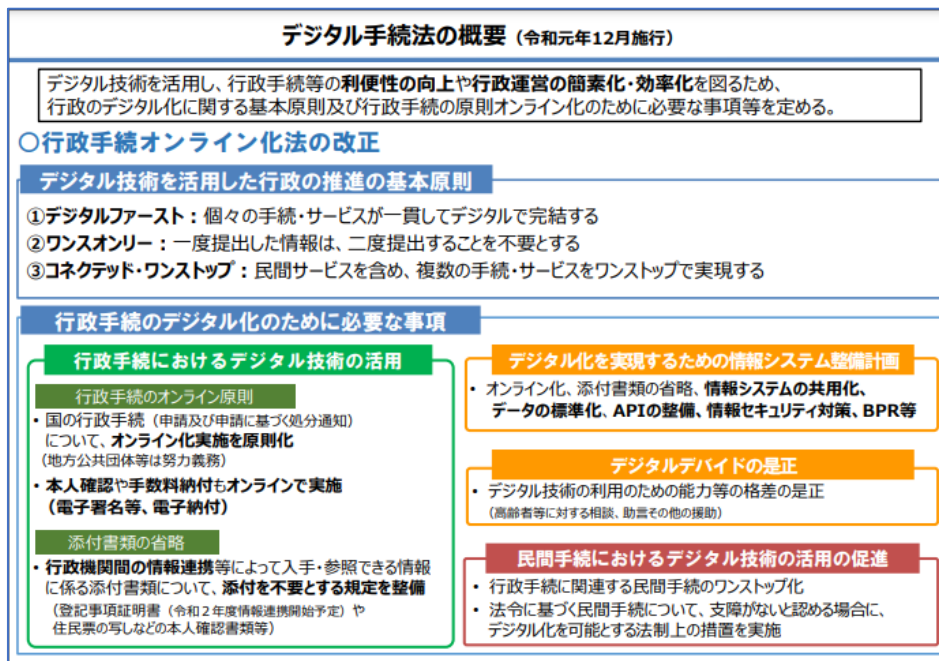 デジタル手続法の概要（令和元年12月施行）
デジタル技術を活用し、行政手続等の利便性の向上や行政運営の簡素化・効率化を図るため、
行政のデジタル化に関する基本原則及び行政手続の原則オンライン化のために必要な事項等を定める。
○行政手続オンライン化法の改正
デジタル技術を活用した行政の推進の基本原則
①デジタルファースト：個々の手続・サービスが一貫してデジタルで完結する
②ワンスオンリー：一度提出した情報は、二度提出することを不要とする
③コネクテッド・ワンストップ：民間サービスを含め、複数の手続・サービスをワンストップで実現する
行政手続のデジタル化のために必要な事項
行政手続におけるデジタル技術の活用
行政手続のオンライン原則
・国の行政手続（申請及び申請に基づく処分通知）
について、オンライン化実施を原則化
（地方公共団体等は努力義務）
・本人確認や手数料納付もオンラインで実施
（電子署名等、電子納付）
添付書類の省略
・行政機関間の情報連携等によって入手・参照できる情報
に係る添付書類について、添付を不要とする規定を整備
（登記事項証明書（令和２年度情報連携開始予定）や
住民票の写しなどの本人確認書類等）
デジタル化を実現するための情報システム整備計画
・オンライン化、添付書類の省略、情報システムの共用化、
データの標準化、APIの整備、情報セキュリティ対策、BPR等
デジタルデバイドの是正
・デジタル技術の利用のための能力等の格差の是正
（高齢者等に対する相談、助言その他の援助）
民間手続におけるデジタル技術の活用の促進
・行政手続に関連する民間手続のワンストップ化
・法令に基づく民間手続について、支障がないと認める場合に、
デジタル化を可能とする法制上の措置を実施